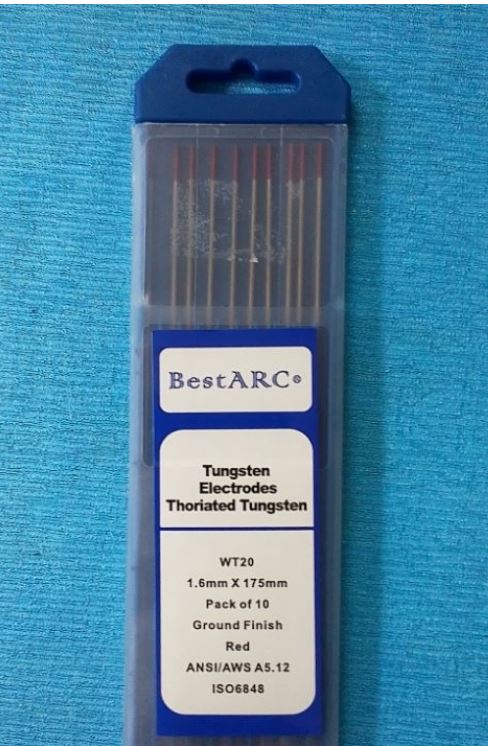 BestARC®
Tungsten
Electrodes
Thoriated Tungsten
WT20
1.6mm X 175mm
Pack of 10
Ground Finish
Red
ANSI/AWS A5.12
ISO6848